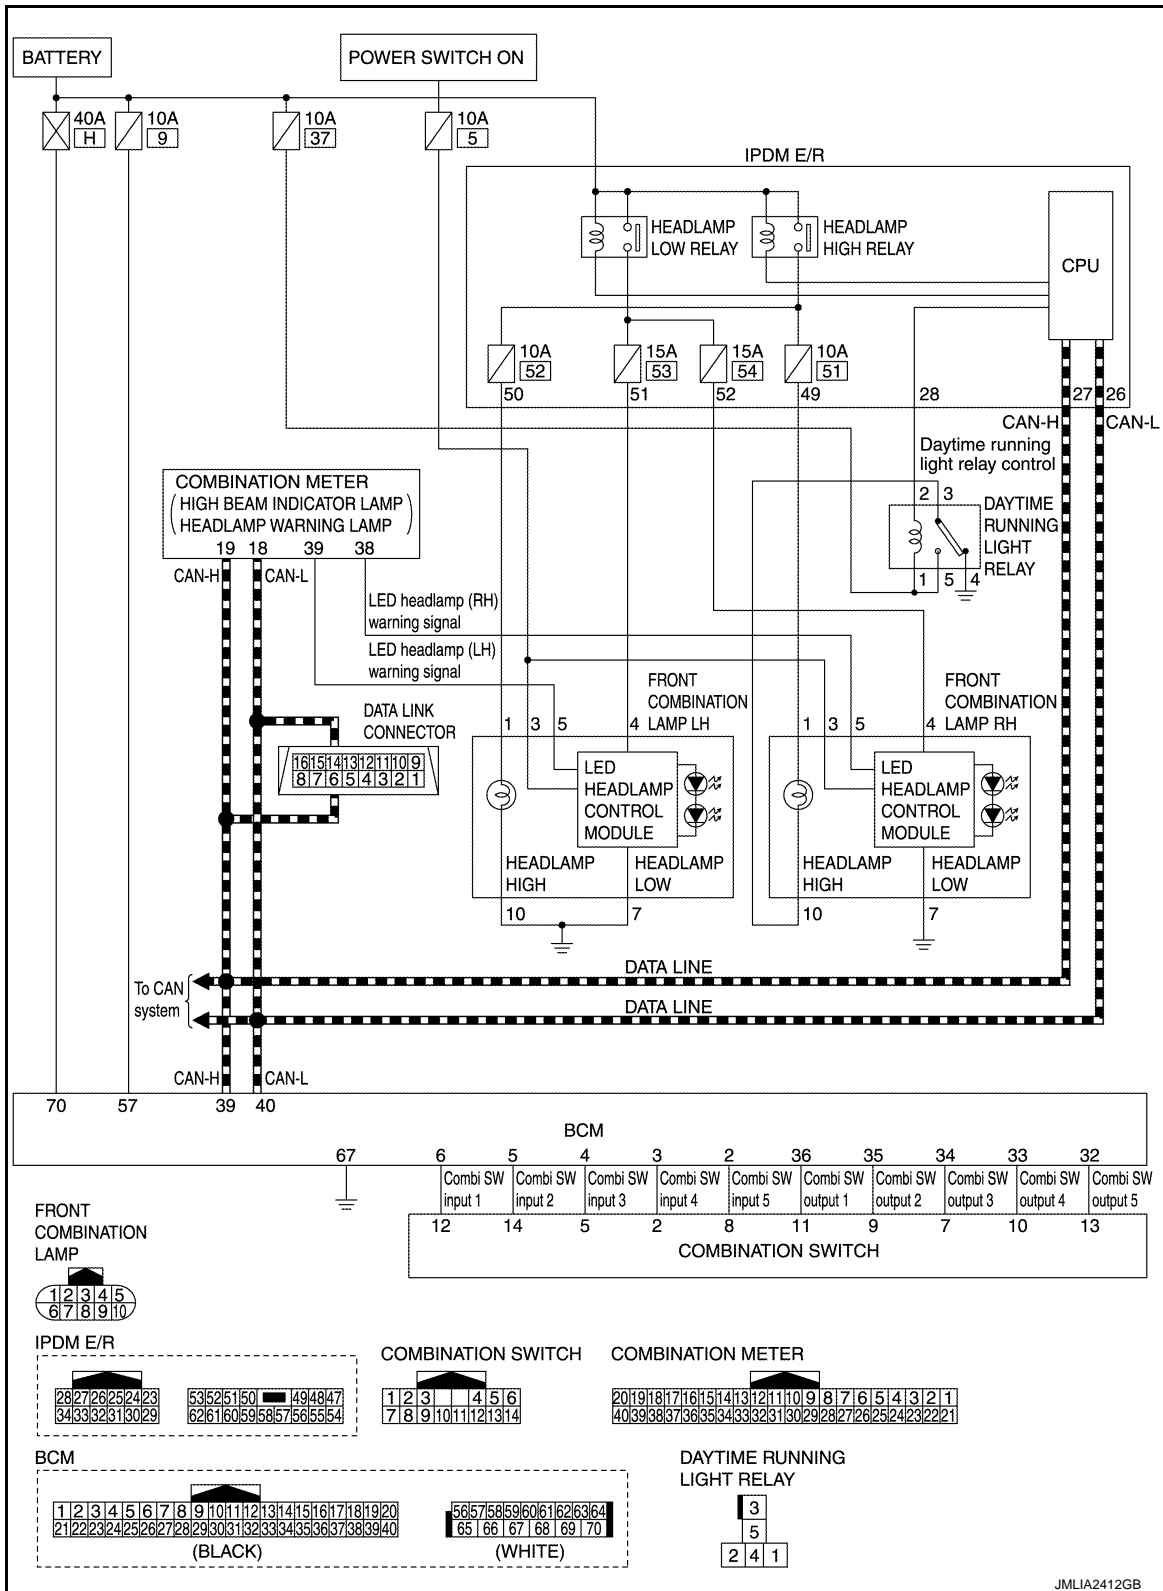 BATTERY
POWER SWITCH ON
40A
H
10A
9
10A
37
10A
5
IPDM E/R
HEADLAMP
LOW RELAY
HEADLAMP
HIGH RELAY
CPU
10A
52
15A
53
15A
54
10A
51
50 51 52 49 28 27 26
CAN-H CAN-L
Daytime running
light relay control
COMBINATION METER
(HIGH BEAM INDICATOR LAMP
HEADLAMP WARNING LAMP)
19 18 39 38
CAN-H CAN-L
2 3
DAYTIME
RUNNING
LIGHT
RELAY
1 5 4
LED headlamp (RH)
warning signal
LED headlamp (LH)
warning signal
DATA LINK
CONNECTOR
16 15 14 13 12 11 10 9
8 7 6 5 4 3 2 1
FRONT
COMBINATION
LAMP LH
1 3 5 4
LED
HEADLAMP
CONTROL
MODULE
HEADLAMP
HIGH
HEADLAMP
LOW
10 7
FRONT
COMBINATION
LAMP RH
1 3 5 4
LED
HEADLAMP
CONTROL
MODULE
HEADLAMP
HIGH
HEADLAMP
LOW
10 7
DATA LINE
To CAN
system
DATA LINE
CAN-H CAN-L
70 57 39 40
BCM
67 6 5 4 3 2 36 35 34 33 32
Combi SW
input 1
Combi SW
input 2
Combi SW
input 3
Combi SW
input 4
Combi SW
input 5
Combi SW
output 1
Combi SW
output 2
Combi SW
output 3
Combi SW
output 4
Combi SW
output 5
12 14 5 2 8 11 9 7 10 13
COMBINATION SWITCH
FRONT
COMBINATION
LAMP
1 2 3 4 5
6 7 8 9 10
IPDM E/R
28 27 26 25 24 23
34 33 32 31 30 29
53 52 51 50 49 48 47
62 61 60 59 58 57 56 55 54
COMBINATION SWITCH
1 2 3 4 5 6
7 8 9 10 11 12 13 14
COMBINATION METER
20 19 18 17 16 15 14 13 12 11 10 9 8 7 6 5 4 3 2 1
40 39 38 37 36 35 34 33 32 31 30 29 28 27 26 25 24 23 22 21
BCM
1 2 3 4 5 6 7 8 9 10 11 12 13 14 15 16 17 18 19 20
21 22 23 24 25 26 27 28 29 30 31 32 33 34 35 36 37 38 39 40
(BLACK)
56 57 58 59 60 61 62 63 64
65 66 67 68 69 70
(WHITE)
DAYTIME RUNNING
LIGHT RELAY
3
5
2 4 1
JMLIA2412GB